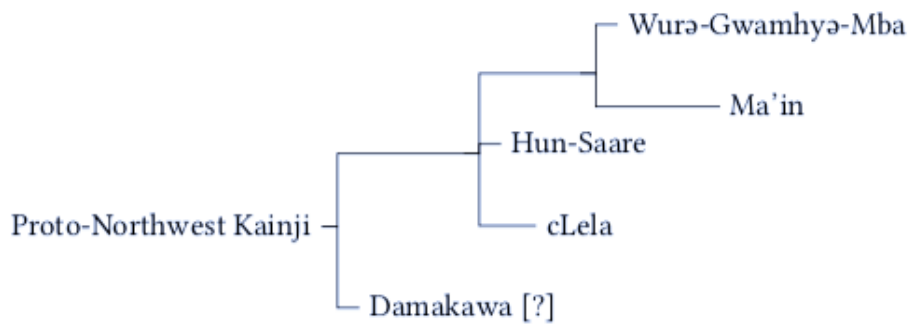 Wurə-Gwamhyə-Mba
Ma’in
Hun-Saare
cLela
Proto-Northwest Kainji
Damakawa [?]